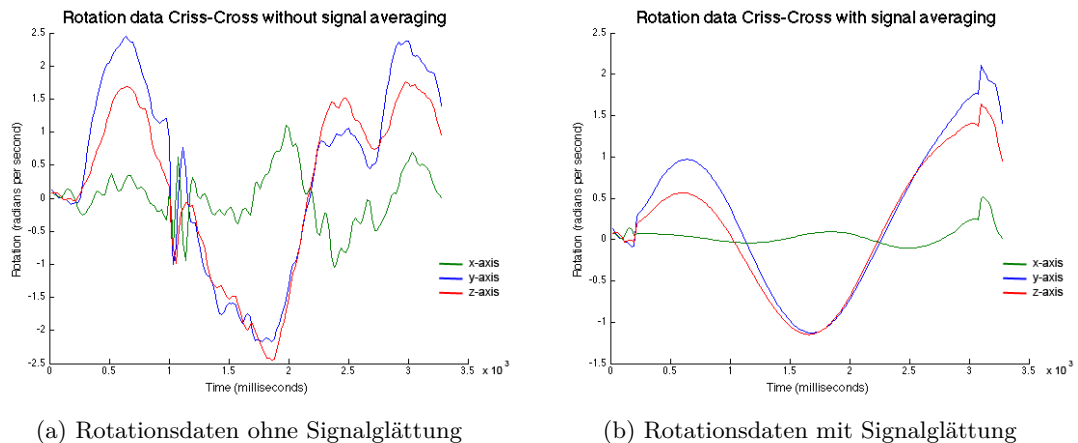 Rotation data Criss-Cross without signal averaging
2.5
2
1.5
1
0.5
0
-0.5
-1
-1.5
-2
-2.5
Rotation (radians per second)
0 0.5 1 1.5 2 2.5 3 3.5 x 10 3
Time (milliseconds)
x-axis
y-axis
z-axis
(a) Rotationsdaten ohne Signalglättung
Rotation data Criss-Cross with signal averaging
2.5
2
1.5
1
0.5
0
-0.5
-1
-1.5
Rotation (radians per second)
0 0.5 1 1.5 2 2.5 3 3.5 x 10 3
Time (milliseconds)
x-axis
y-axis
z-axis
(b) Rotationsdaten mit Signalglättung